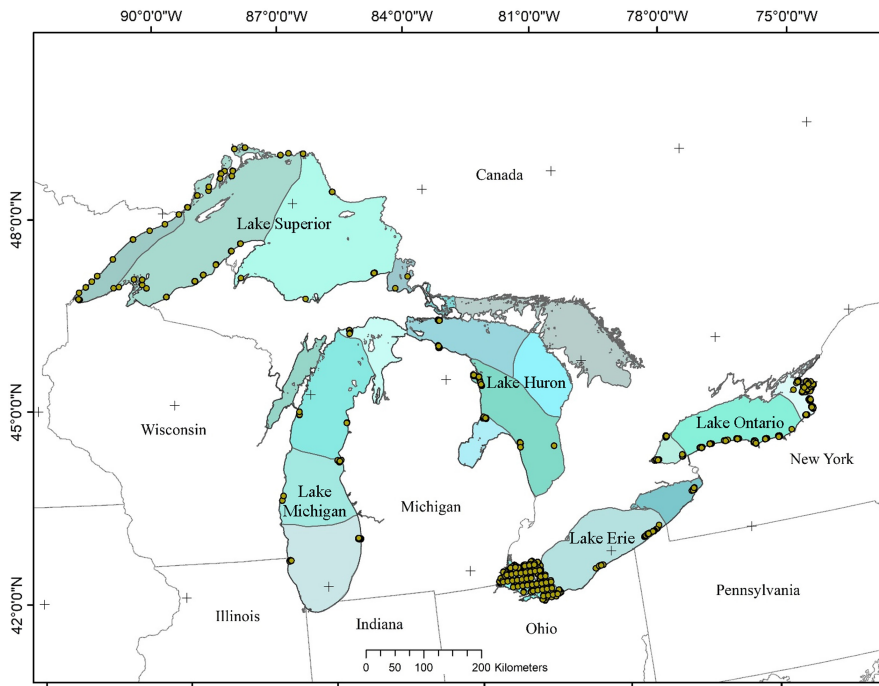 90°0'0"W 87°0'0"W 84°0'0"W 81°0'0"W 78°0'0"W 75°0'0"W
Canada
48°0'0"N
Lake Superior
Lake Huron
45°0'0"N
Wisconsin
Lake Ontario
New York
Lake
Michigan
Michigan
Lake Erie
Pennsylvania
42°0'0"N
Illinois
Indiana
Ohio
0 50 100 200 Kilometers